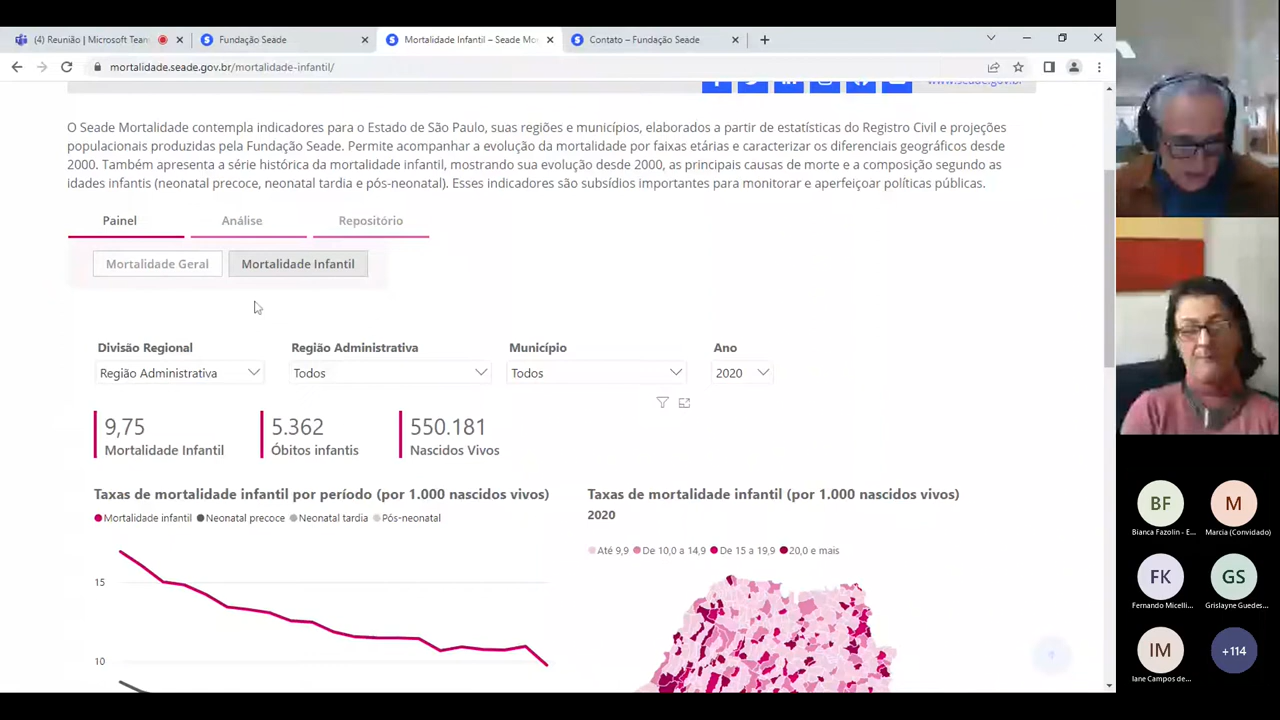 (4) Reunião | Microsoft Team
Fundação Seade
Mortalidade Infantil – Seade Mo
Contato – Fundação Seade
mortalidade.seade.gov.br/mortalidade-infantil/
www.seade.gov.br
O Seade Mortalidade contempla indicadores para o Estado de São Paulo, suas regiões e municípios, elaborados a partir de estatísticas do Registro Civil e projeções
populacionais produzidas pela Fundação Seade. Permite acompanhar a evolução da mortalidade por faixas etárias e caracterizar os diferenciais geográficos desde
2000. Também apresenta a série histórica da mortalidade infantil, mostrando sua evolução desde 2000, as principais causas de morte e a composição segundo as
idades infantis (neonatal precoce, neonatal tardia e pós-neonatal). Esses indicadores são subsídios importantes para monitorar e aperfeiçoar políticas públicas.
Painel
Análise
Repositório
Mortalidade Geral
Mortalidade Infantil
Divisão Regional
Região Administrativa
Município
Ano
Região Administrativa
Todos
Todos
2020
9,75
5.362
550.181
Mortalidade Infantil
Óbitos infantis
Nascidos Vivos
Taxas de mortalidade infantil por período (por 1.000 nascidos vivos)
Mortalidade infantil Neonatal precoce Neonatal tardia Pós-neonatal
15
10
Taxas de mortalidade infantil (por 1.000 nascidos vivos)
2020
Até 9,9 De 10,0 a 14,9 De 15 a 19,9 20,0 e mais
BF
Bianca Fazolin - E...
M
Marcia (Convidado)
FK
Fernando Micelli...
GS
Grislayne Guedes...
IM
Iane Campos de...
+114